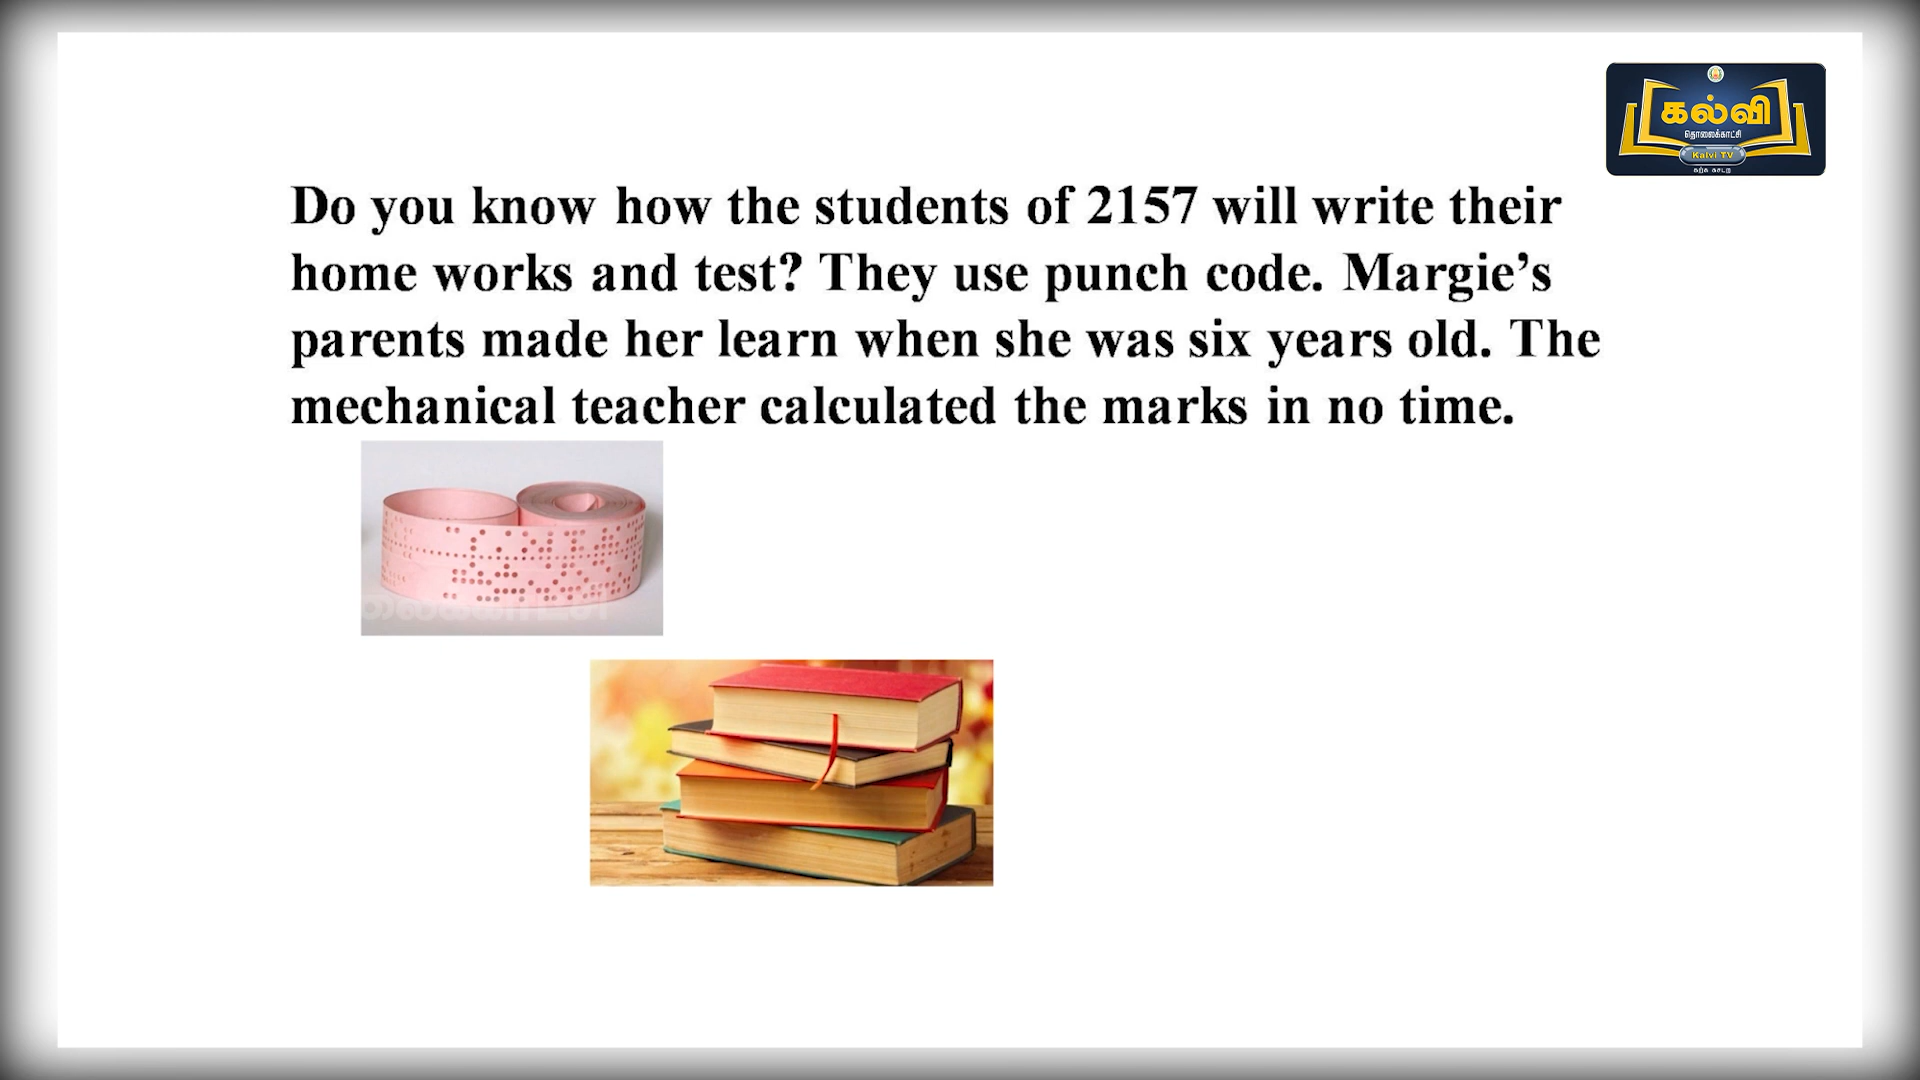 கல்வி
தொலைக்காட்சி
Kalvi TV
கற்க கசடற
Do you know how the students of 2157 will write their
home works and test? They use punch code. Margie’s
parents made her learn when she was six years old. The
mechanical teacher calculated the marks in no time.